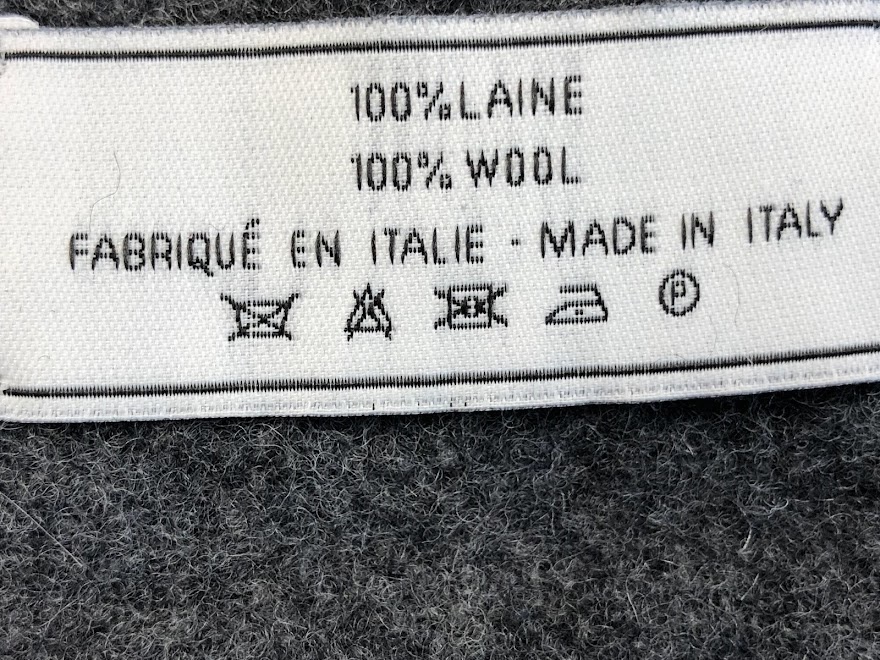 100% LAINE
100% WOOL
FABRIQUÉ EN ITALIE - MADE IN ITALY
P